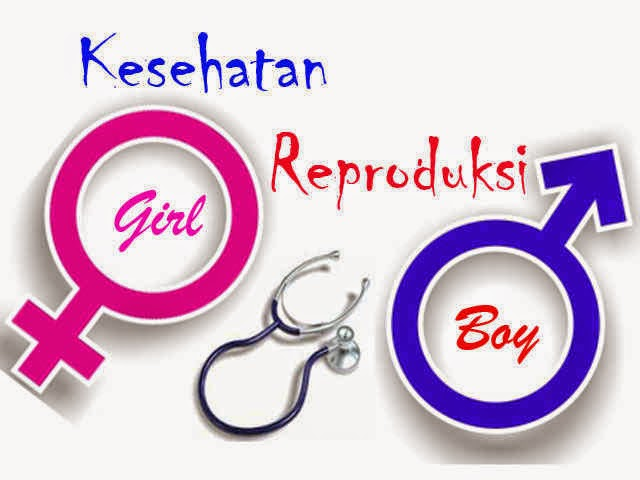 Kesehatan
Reproduksi
Girl
Boy